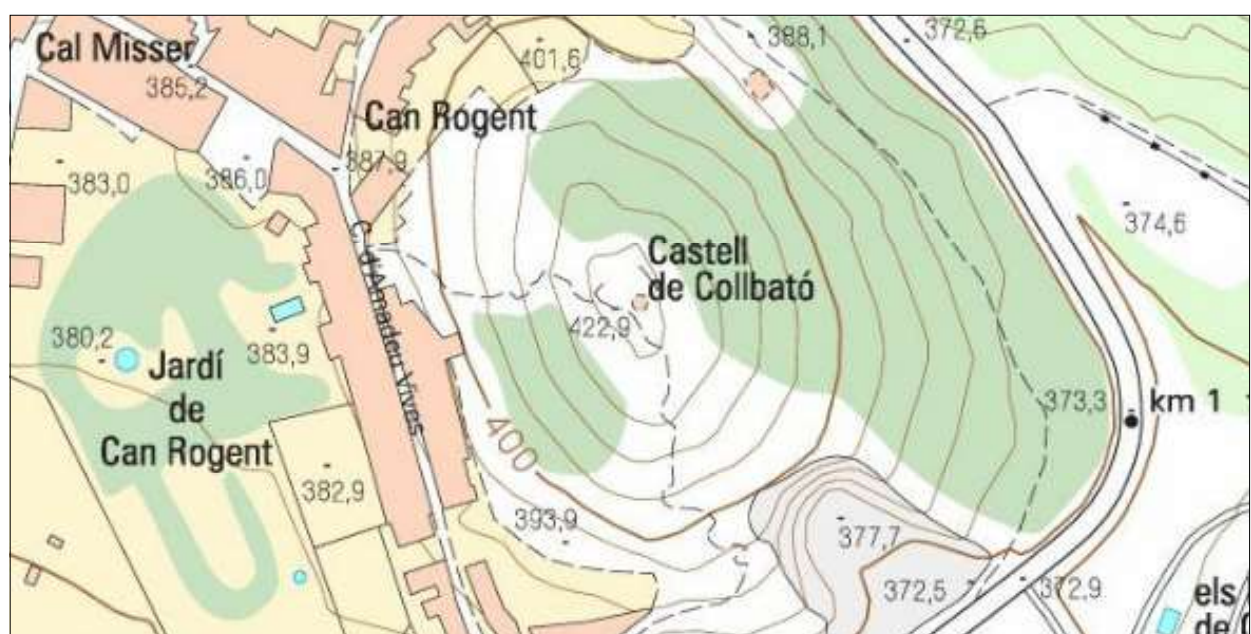 Cal Misser
385,2
401,6
388,1
372,6
Can Rogent
387,9
383,0
386,0
374,6
Castell
de Collbató
C. d'Amadeu Vives
422,9
380,2
383,9
Jardí
de
Can Rogent
373,3
km 1
400
382,9
393,9
377,7
372,5
372,9
els
de